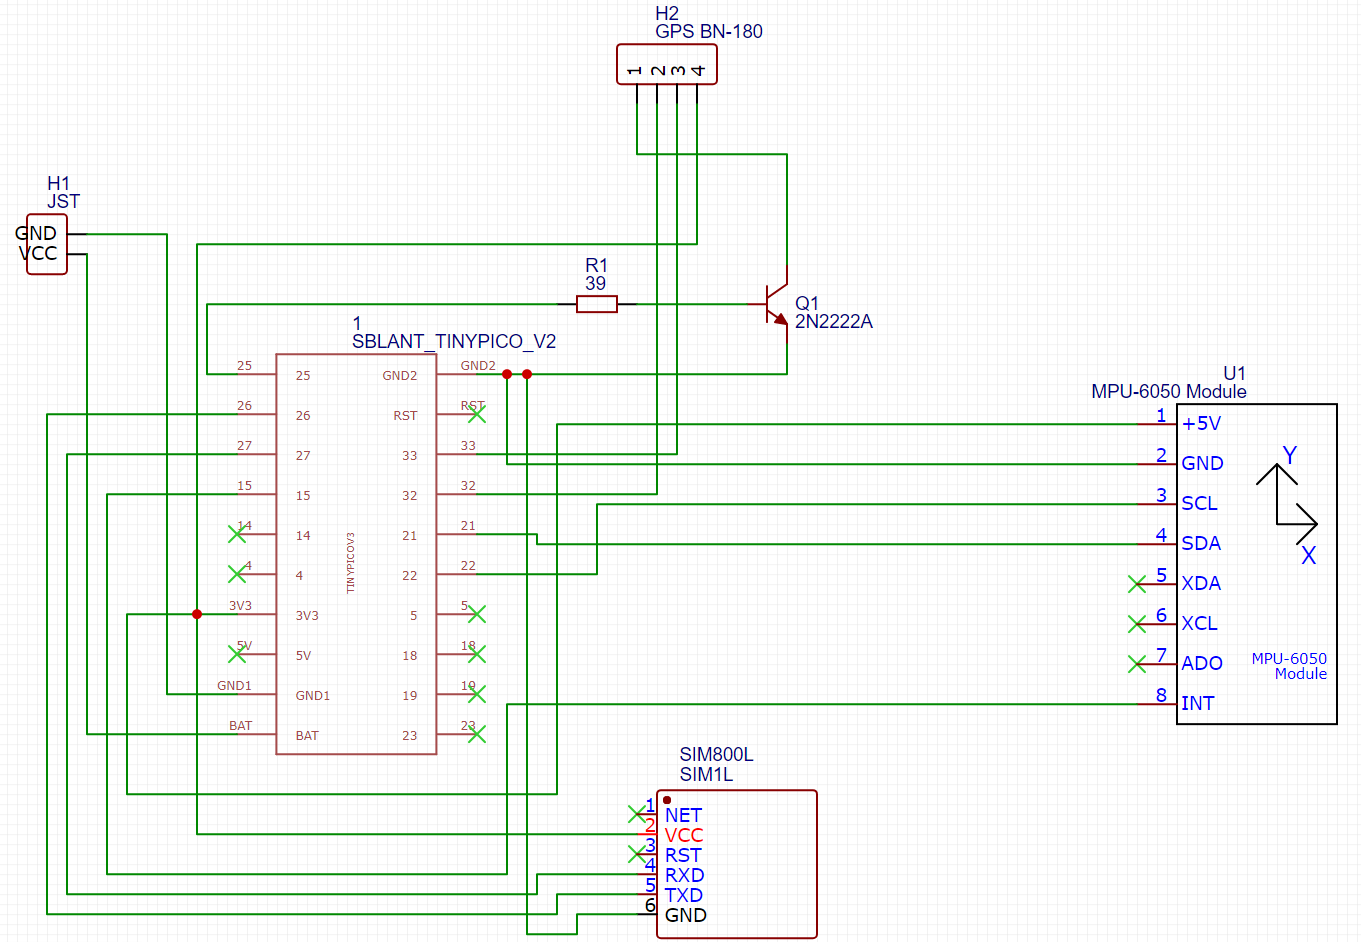 H2
GPS BN-180
1 2 3 4
H1
JST
GND
VCC
R1
39
Q1
2N2222A
1
SBLANT_TINYPICO_V2
25 25 GND2 GND2
26 26 RST RST
27 27 33 33
15 15 32 32
14 14 21 21
4 4 22 22
3V3 3V3 5 5
5V 5V 18 18
GND1 GND1 19 19
BAT BAT 23 23
TINYPICOV3
U1
MPU-6050 Module
1 +5V
2 GND
3 SCL
4 SDA
5 XDA
6 XCL
7 ADO
8 INT
Y
X
MPU-6050
Module
SIM800L
SIM1L
1 NET
2 VCC
3 RST
4 RXD
5 TXD
6 GND